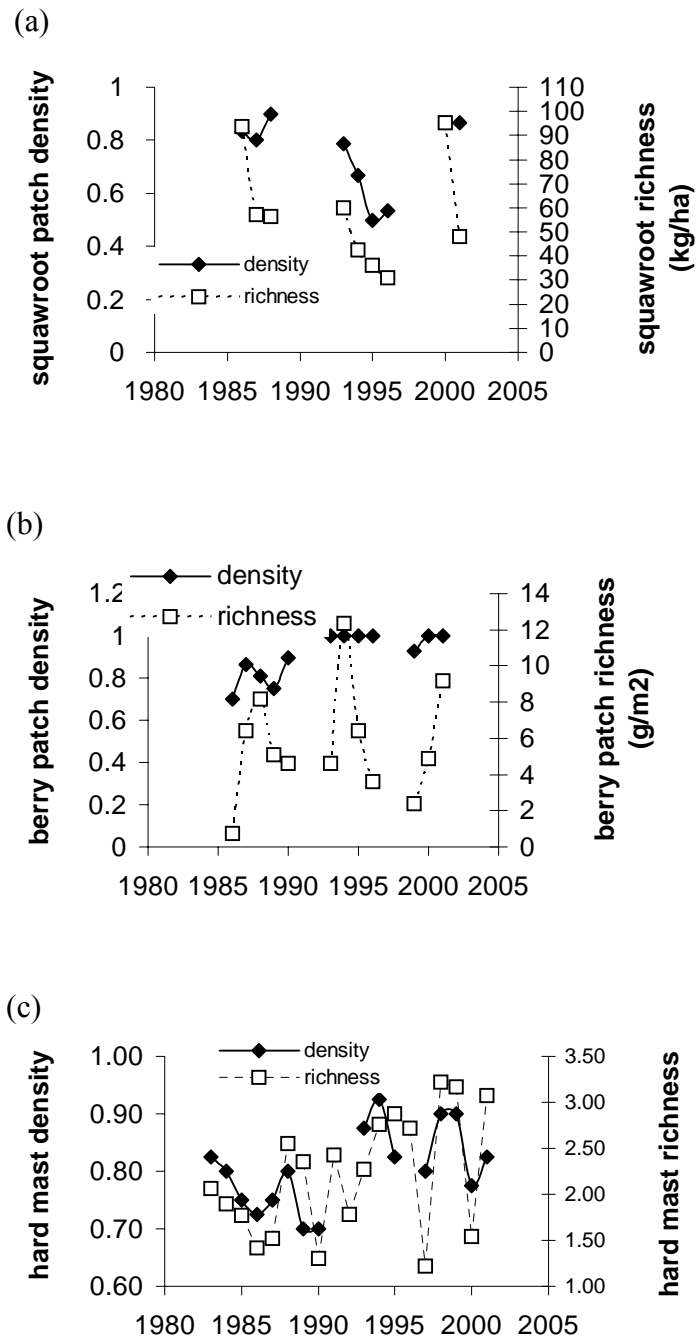 (a)
squawroot patch density
1
0.8
0.6
0.4
0.2
0
density
richness
110
100
90
80
70
60
50
40
30
20
10
0
squawroot richness
(kg/ha)
1980 1985 1990 1995 2000 2005
(b)
berry patch density
density
richness
1.2
1
0.8
0.6
0.4
0.2
0
14
12
10
8
6
4
2
0
berry patch richness
(g/m2)
1980 1985 1990 1995 2000 2005
(c)
hard mast density
1.00
0.90
0.80
0.70
0.60
density
richness
3.50
3.00
2.50
2.00
1.50
1.00
hard mast richness
1980 1985 1990 1995 2000 2005